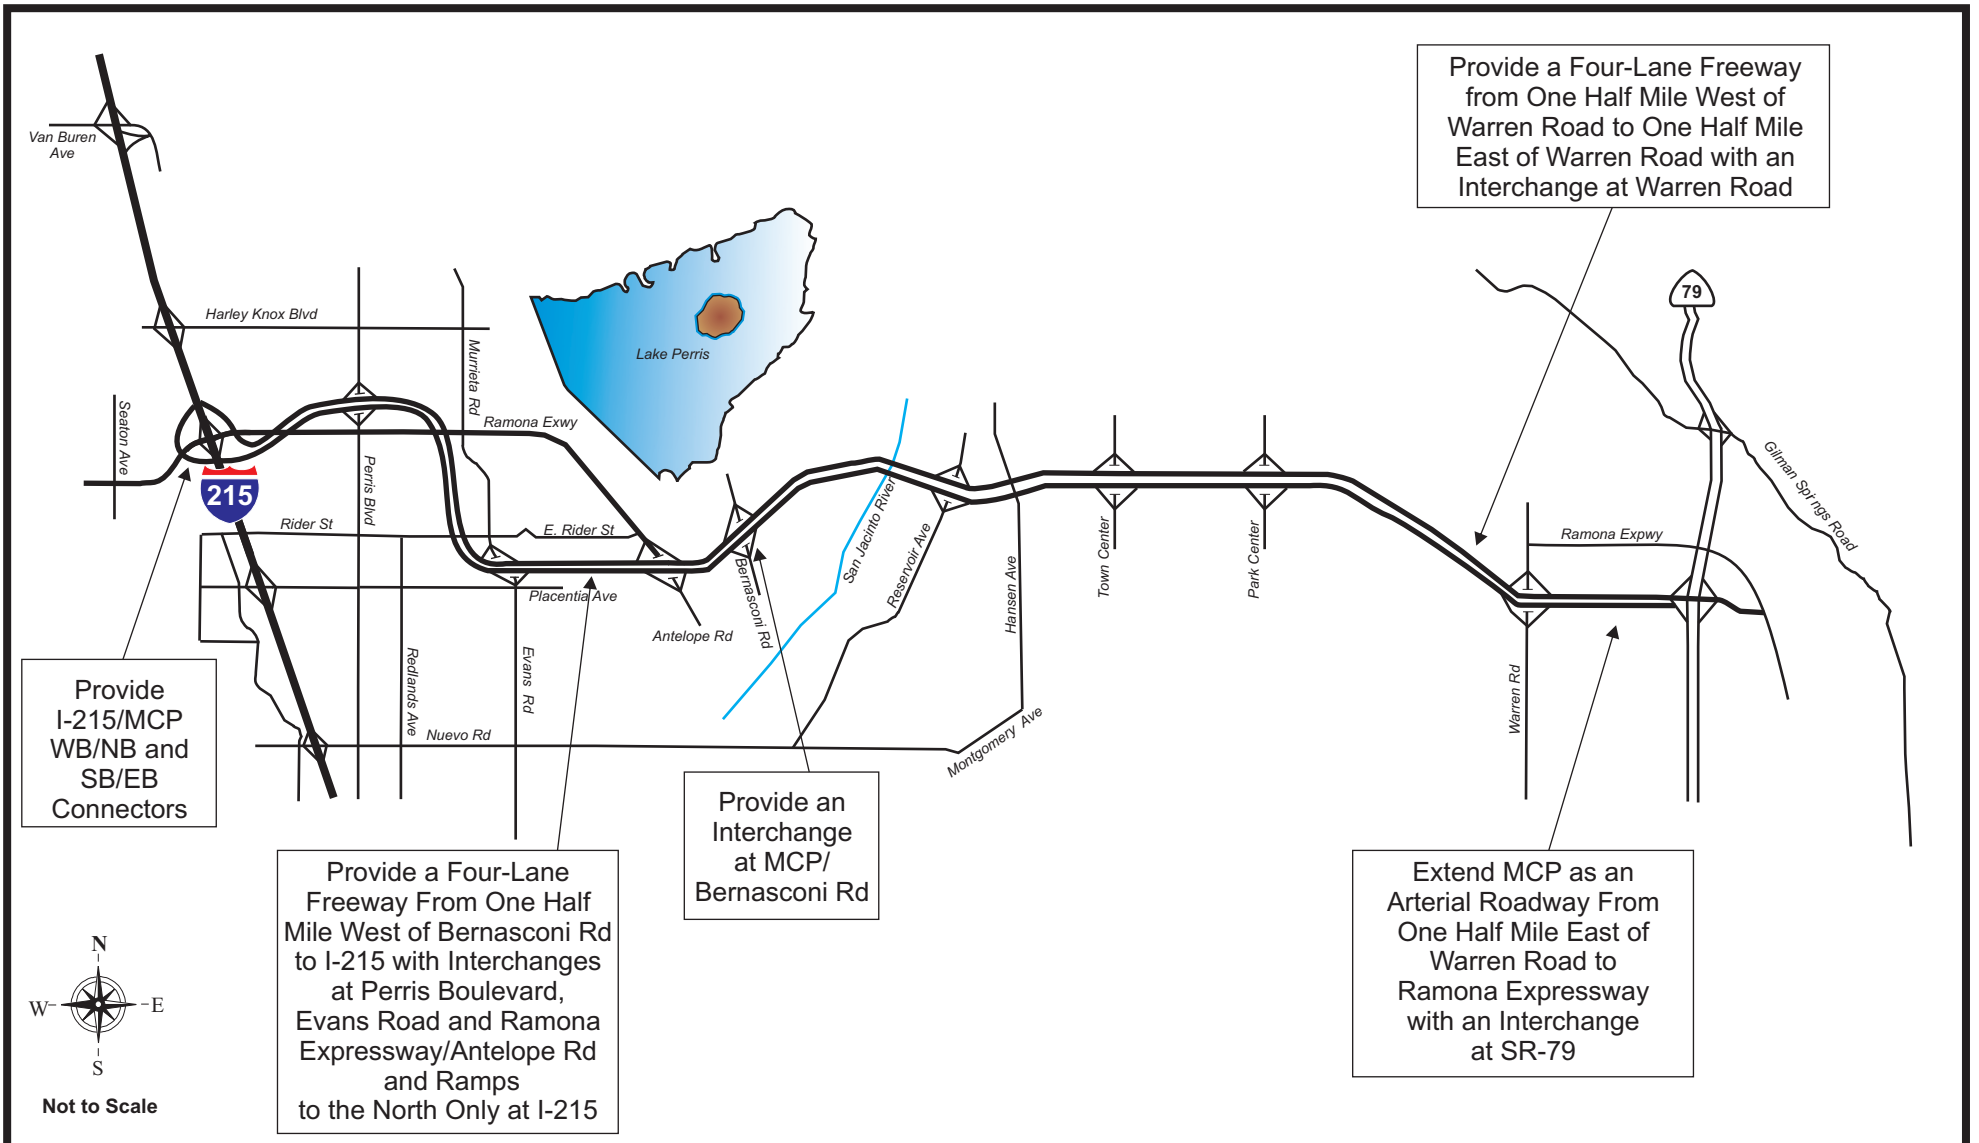 Provide a Four-Lane Freeway
from One Half Mile West of
Warren Road to One Half Mile
East of Warren Road with an
Interchange at Warren Road
Van Buren
Ave
79
Harley Knox Blvd
Lake Perris
Murrieta Rd
Ramona Exwy
Seaton Ave
Perris Blvd
215
Gilman Spirngs Road
Rider St
E. Rider St
San Jacinto River
Reservoir Ave
Hansen Ave
Town Center
Park Center
Ramona Expwy
Placentia Ave
Bernasconi Rd
Antelope Rd
Redlands Ave
Evans Rd
Nuevo Rd
Montgomery Ave
Warren Rd
Provide
I-215/MCP
WB/NB and
SB/EB
Connectors
Provide an
Interchange
at MCP/
Bernasconi Rd
Provide a Four-Lane
Freeway From One Half
Mile West of Bernasconi Rd
to I-215 with Interchanges
at Perris Boulevard,
Evans Road and Ramona
Expressway/Antelope Rd
and Ramps
to the North Only at I-215
Extend MCP as an
Arterial Roadway From
One Half Mile East of
Warren Road to
Ramona Expressway
with an Interchange
at SR-79
N
W
E
S
Not to Scale